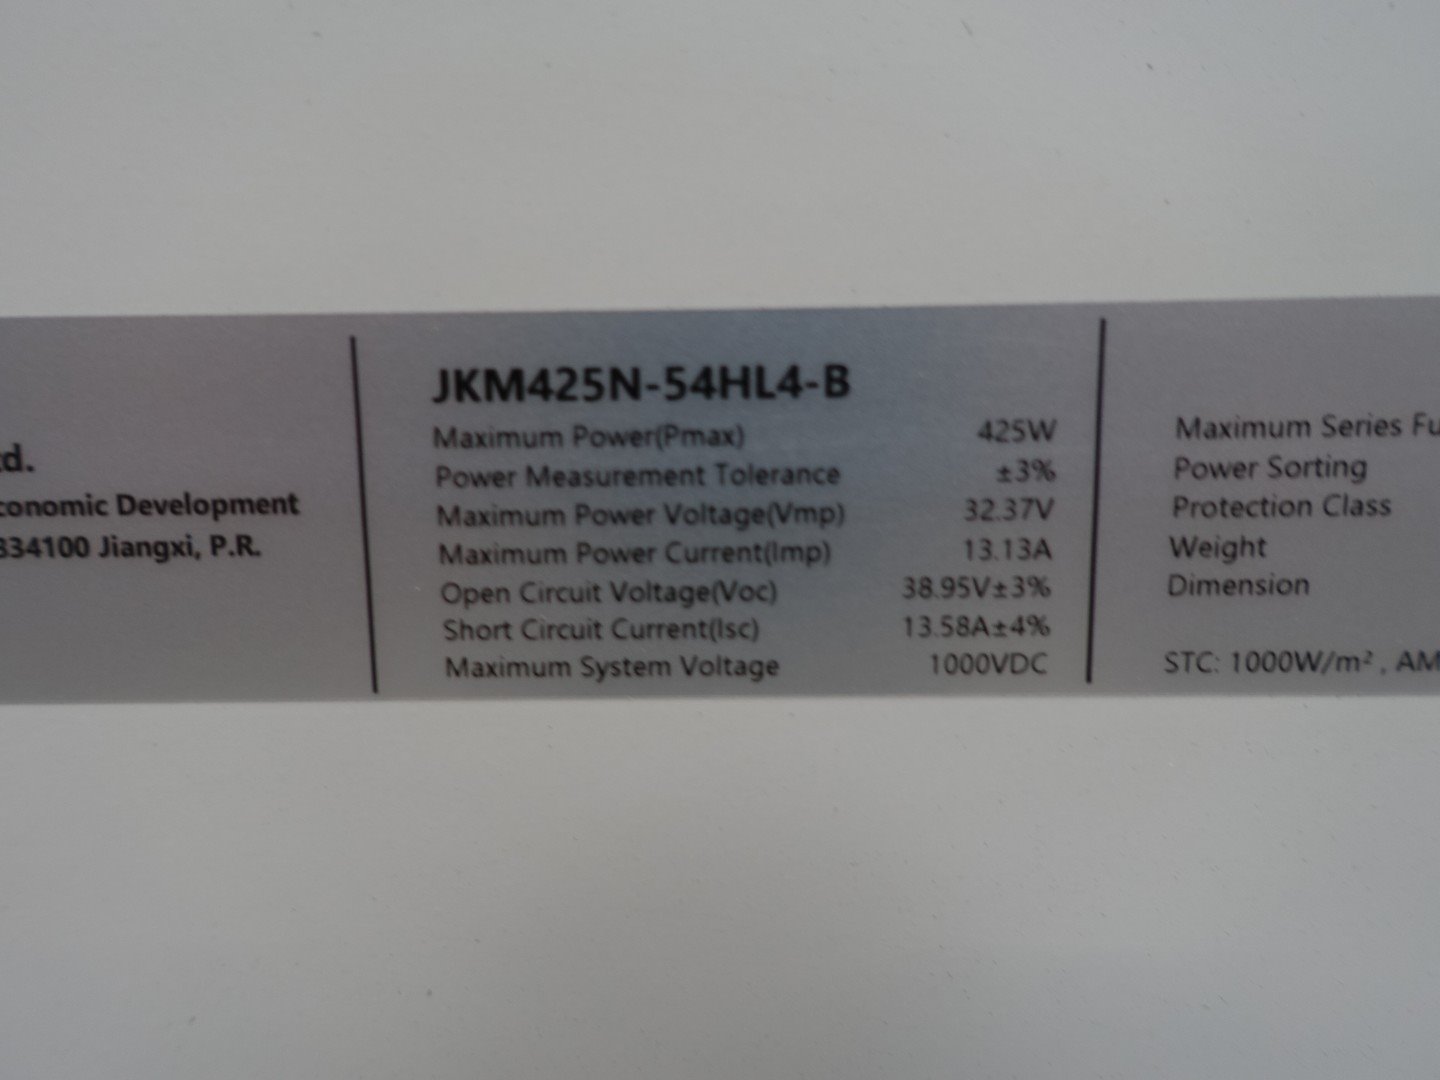 td.
conomic Development
334100 Jiangxi, P.R.
JKM425N-54HL4-B
Maximum Power(Pmax) 425W
Power Measurement Tolerance ±3%
Maximum Power Voltage(Vmp) 32.37V
Maximum Power Current(Imp) 13.13A
Open Circuit Voltage(Voc) 38.95V±3%
Short Circuit Current(Isc) 13.58A±4%
Maximum System Voltage 1000VDC
Maximum Series Fu
Power Sorting
Protection Class
Weight
Dimension
STC: 1000W/m², AM